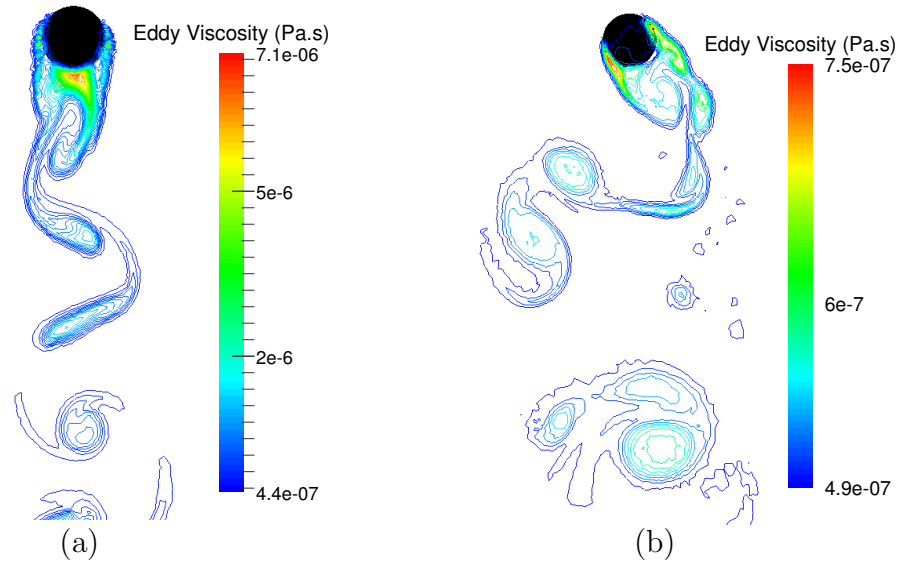 Eddy Viscosity (Pa.s)
7.1e-06
5e-6
2e-6
4.4e-07
(a)
Eddy Viscosity (Pa.s)
7.5e-07
6e-7
4.9e-07
(b)